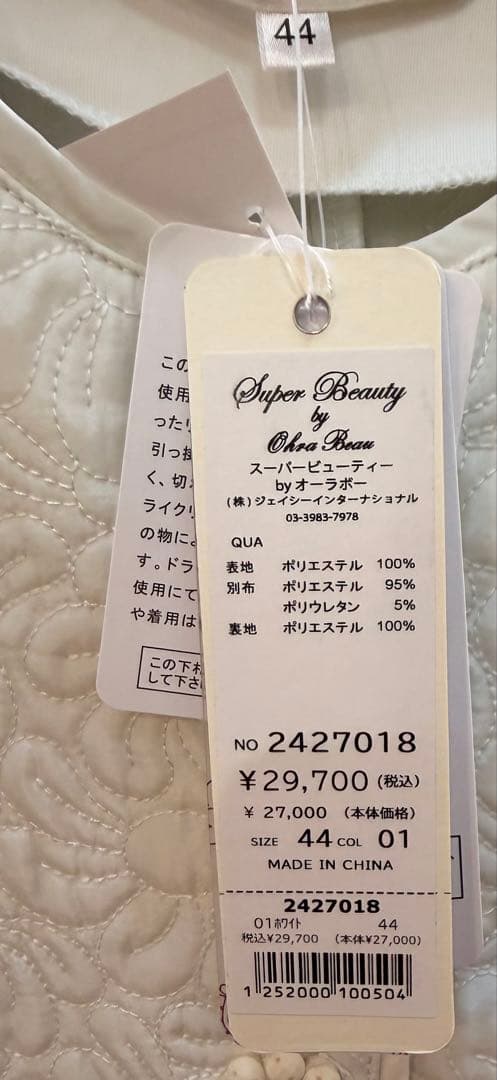 44
この
使用
ったり
引っ掛
く、切
ライクリ
の物によ
す。ドラ
使用にて
や着用は
この下札
して下さ
Super Beauty
by
Ohra Beau
スーパービューティー
by オーラボー
(株)ジェイシーインターナショナル
03-3983-7978
QUA
表地 ポリエステル 100%
別布 ポリエステル 95%
ポリウレタン 5%
裏地 ポリエステル 100%
NO 2427018
¥29,700(税込)
¥ 27,000 (本体価格)
SIZE 44 COL 01
MADE IN CHINA
2427018
01ホワイト 44
税込¥29,700 (本体¥27,000)
1 252000 100504